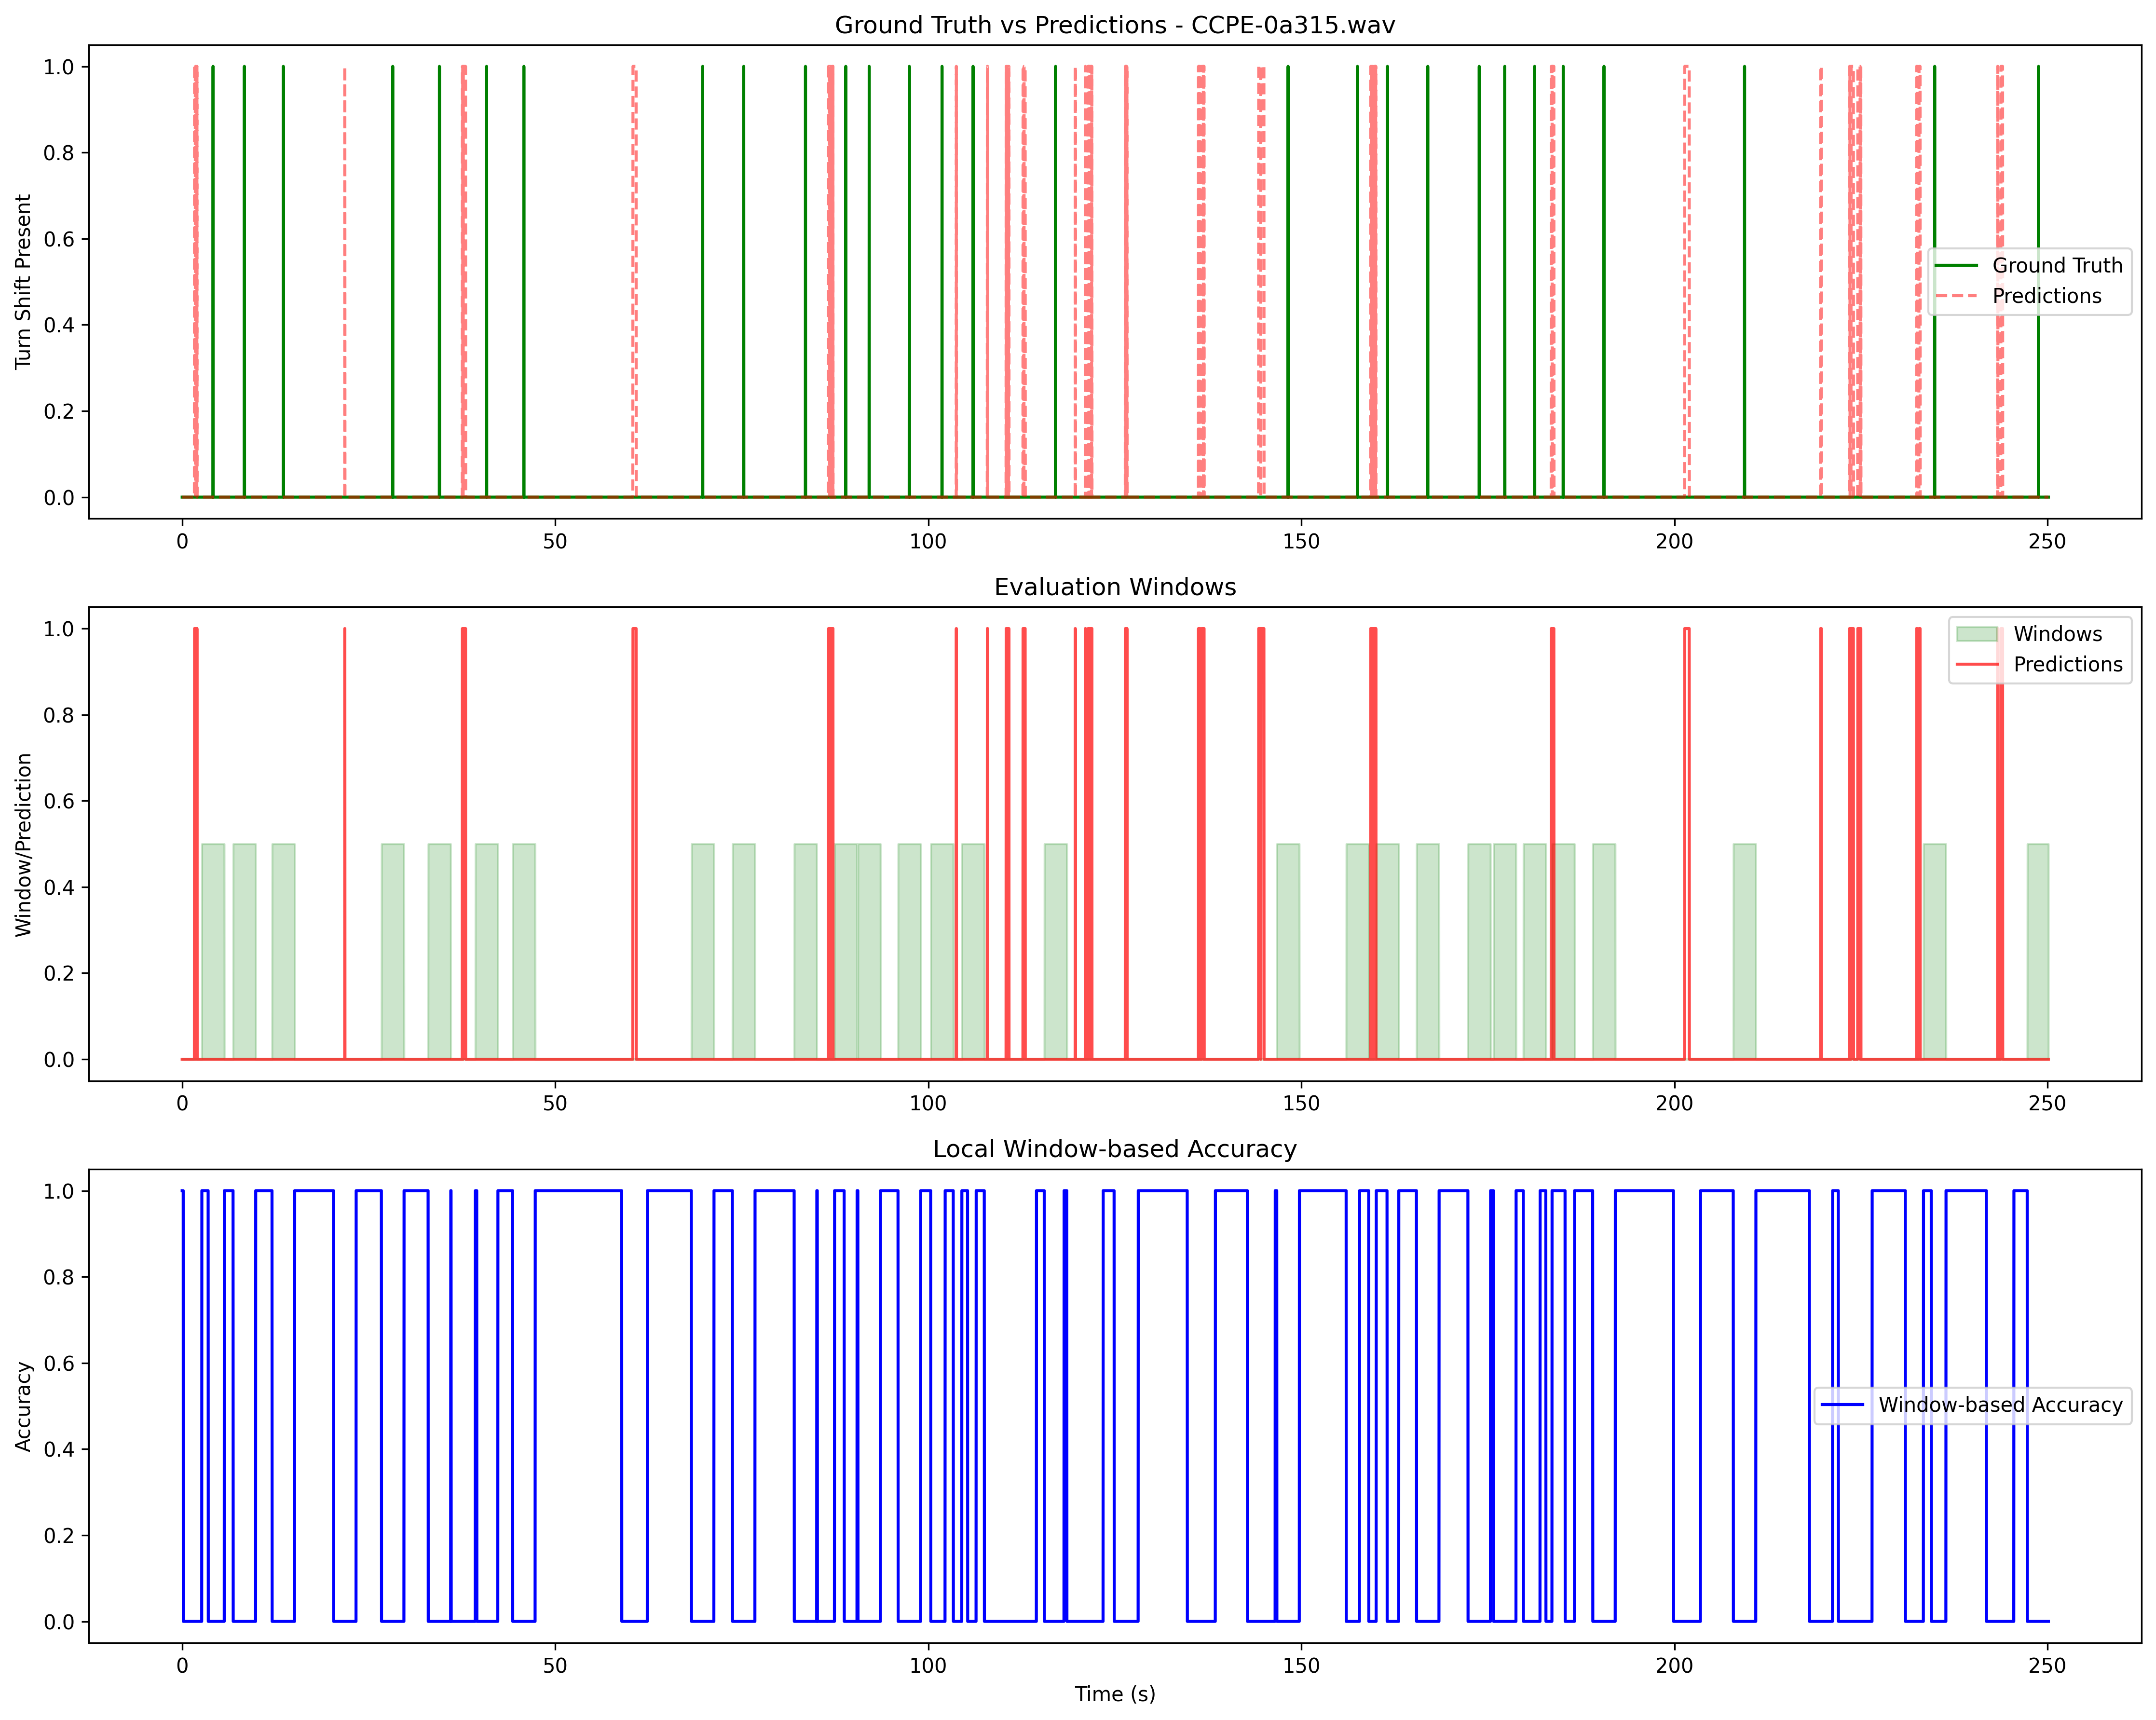 Ground Truth vs Predictions - CCPE-0a315.wav
Turn Shift Present
1.0
0.8
0.6
0.4
0.2
0.0
Ground Truth
Predictions
0 50 100 150 200 250
Evaluation Windows
Window/Prediction
1.0
0.8
0.6
0.4
0.2
0.0
Windows
Predictions
0 50 100 150 200 250
Local Window-based Accuracy
Accuracy
1.0
0.8
0.6
0.4
0.2
0.0
Window-based Accuracy
0 50 100 150 200 250
Time (s)